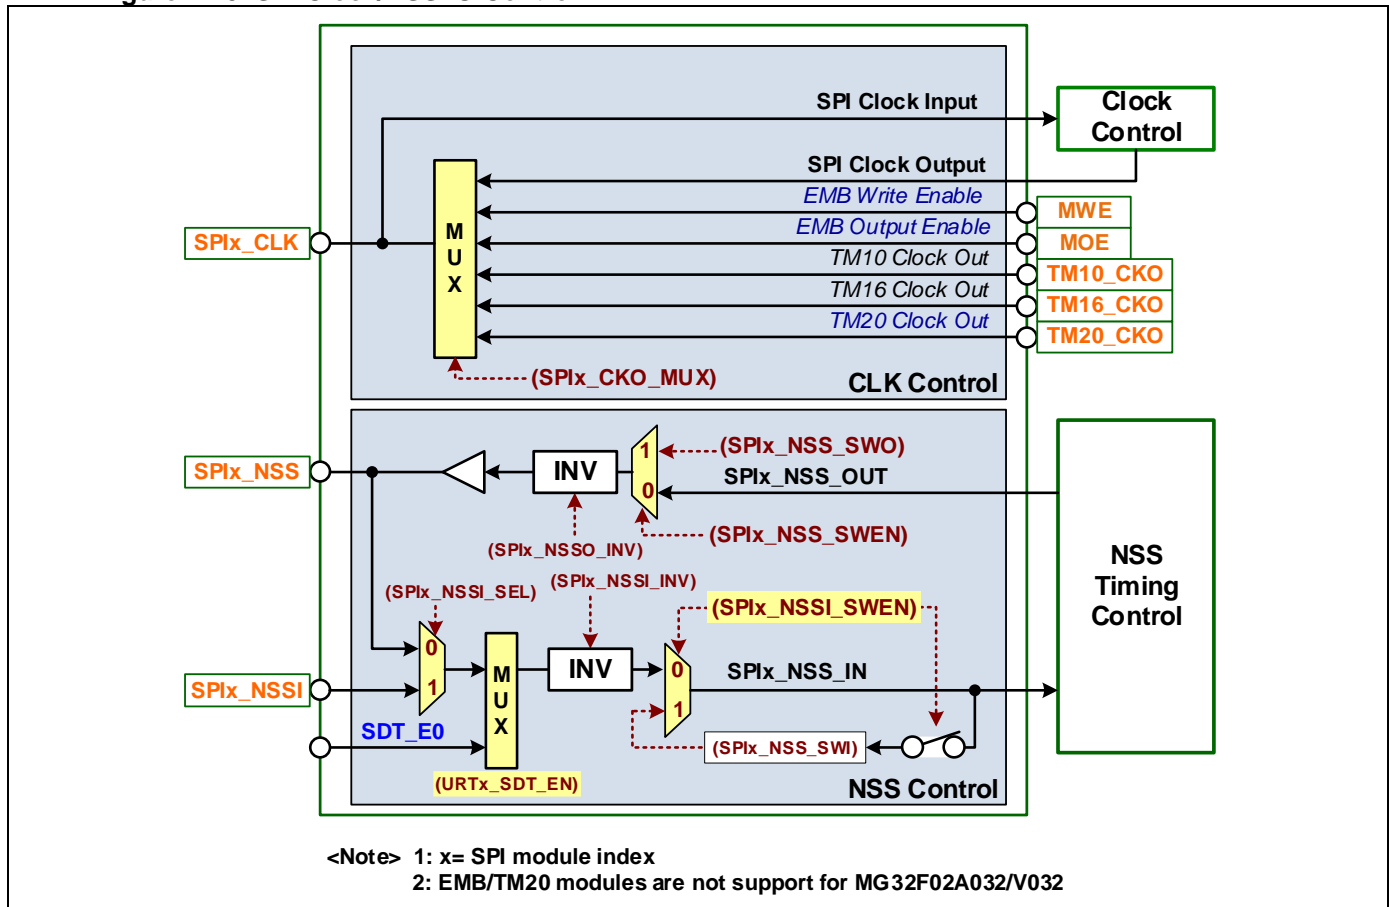 SPI Clock Input
Clock
Control
SPI Clock Output
EMB Write Enable
MWE
EMB Output Enable
MOE
SPIx_CLK
M
U
X
TM10 Clock Out
TM10_CKO
TM16 Clock Out
TM16_CKO
TM20 Clock Out
TM20_CKO
(SPIx_CKO_MUX)
CLK Control
SPIx_NSS
INV
1
0
(SPIx_NSS_SWO)
SPIx_NSS_OUT
(SPIx_NSS_SWEN)
(SPIx_NSSO_INV)
NSS
Timing
Control
(SPIx_NSSI_SEL)
(SPIx_NSSI_INV)
(SPIx_NSSI_SWEN)
0
1
M
U
X
INV
0
1
SPIx_NSS_IN
SPIx_NSSI
SDT_E0
(SPIx_NSS_SWI)
(URTx_SDT_EN)
NSS Control
<Note> 1: x= SPI module index
2: EMB/TM20 modules are not support for MG32F02A032/V032